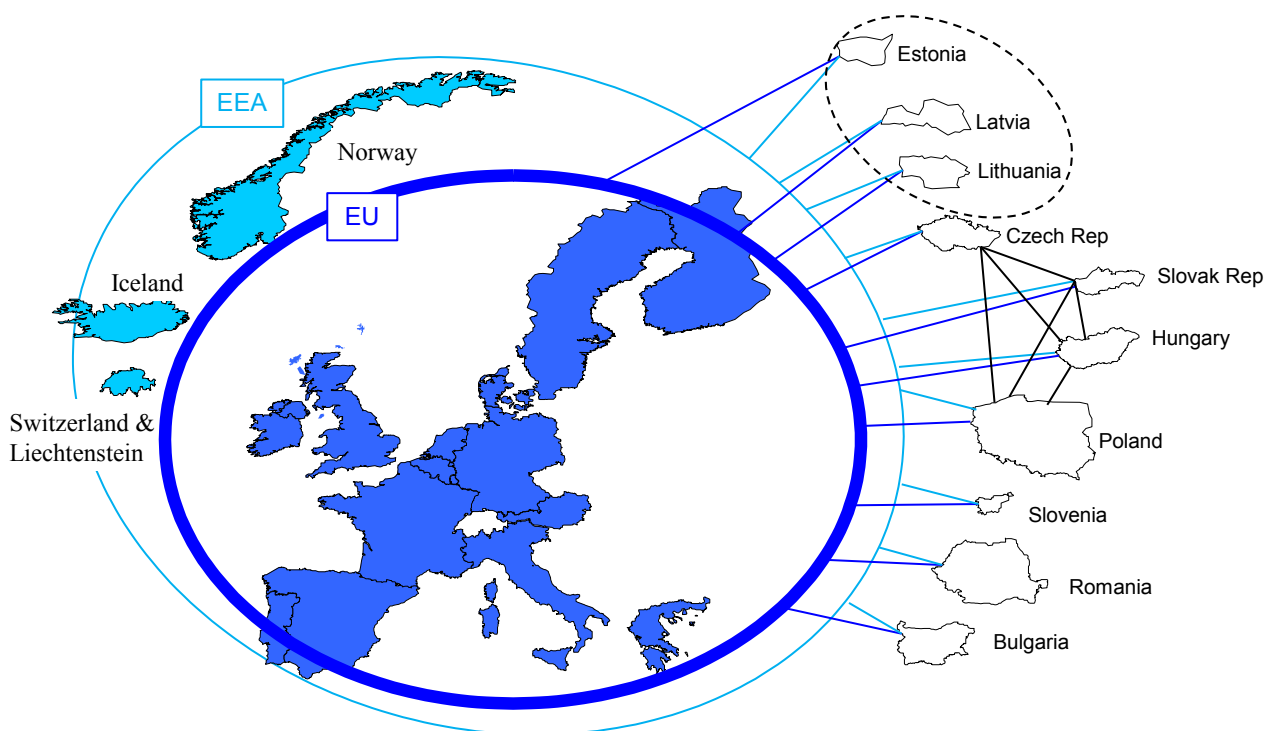 Estonia
EEA
Latvia
Norway
Lithuania
EU
Czech Rep
Slovak Rep
Iceland
Hungary
Switzerland &
Liechtenstein
Poland
Slovenia
Romania
Bulgaria